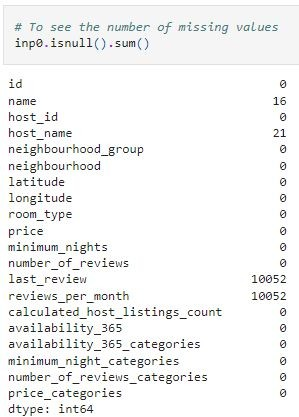 # To see the number of missing values
inp0.isnull().sum()
id 0
name 16
host_id 0
host_name 21
neighbourhood_group 0
neighbourhood 0
latitude 0
longitude 0
room_type 0
price 0
minimum_nights 0
number_of_reviews 0
last_review 10052
reviews_per_month 10052
calculated_host_listings_count 0
availability_365 0
availability_365_categories 0
minimum_night_categories 0
number_of_reviews_categories 0
price_categories 0
dtype: int64